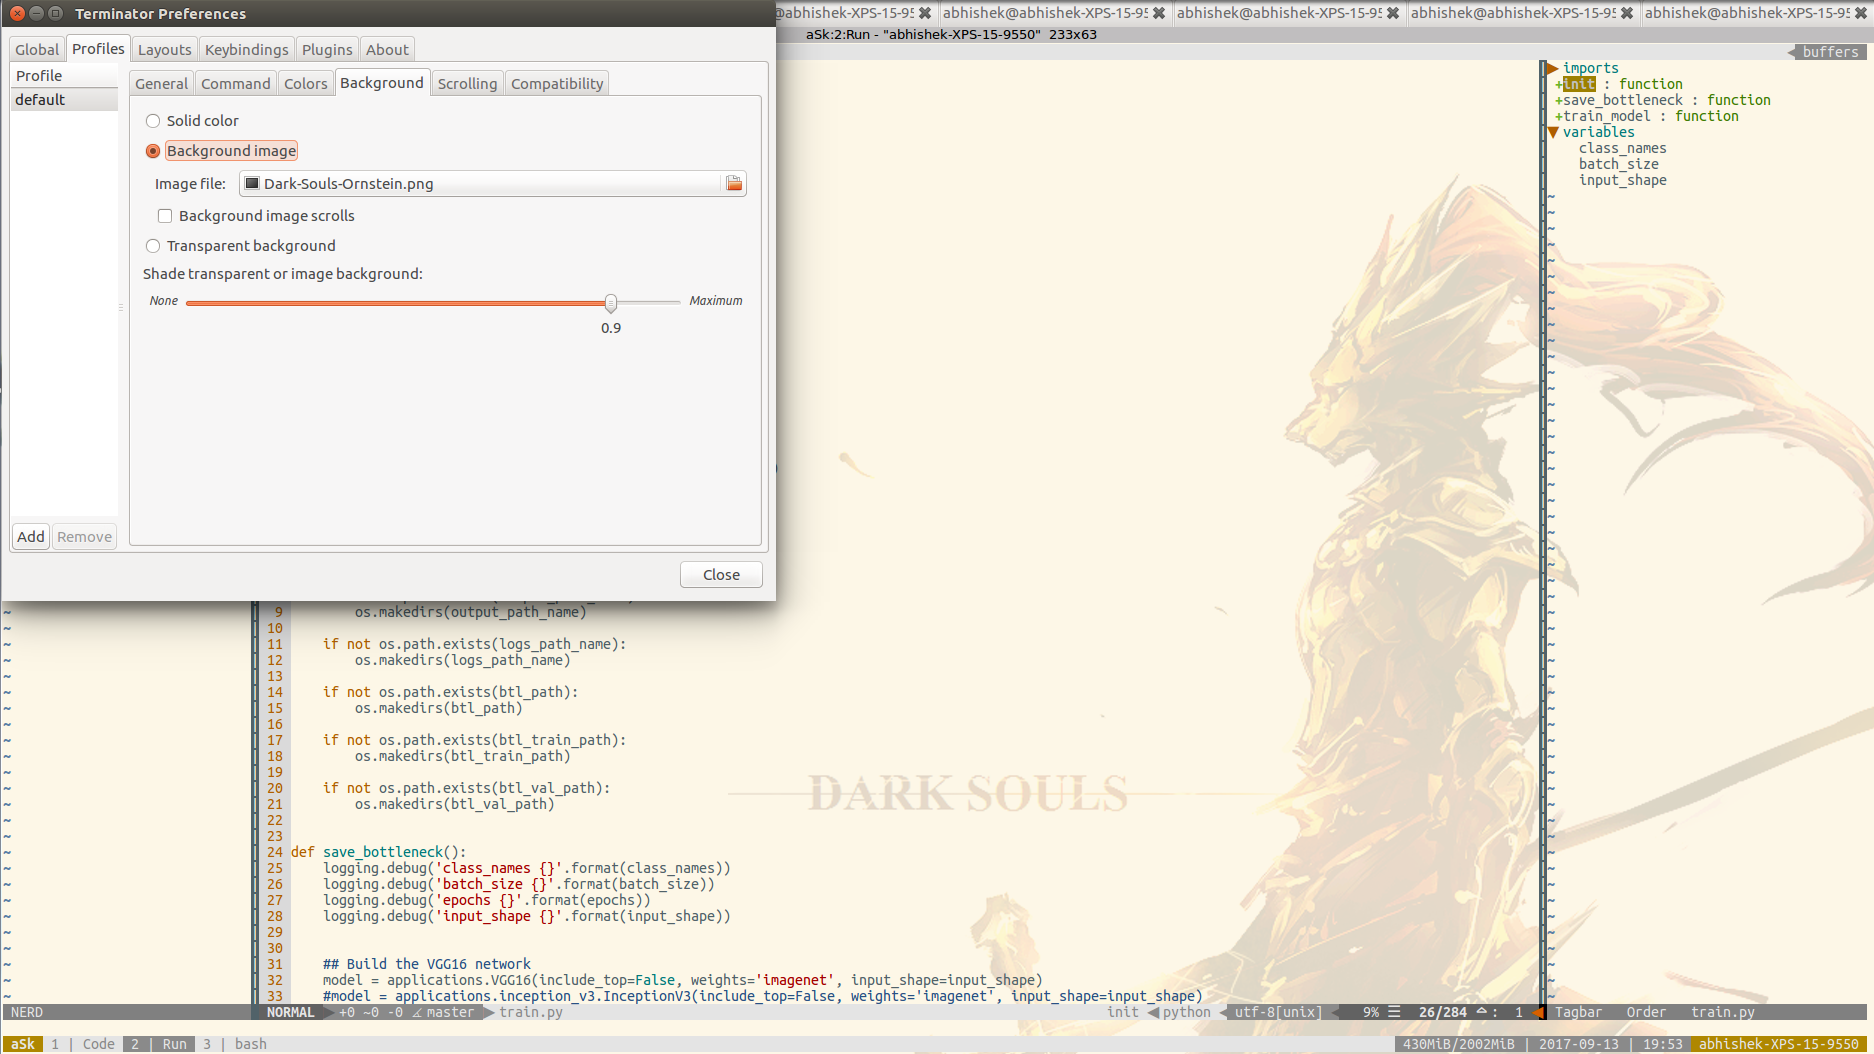 Terminator Preferences
@abhishek-XPS-15-95 abhishek@abhishek-XPS-15-9 abhishek@abhishek-XPS-15-9 abhishek@abhishek-XPS-15-9 abhishek@abhishek-XPS-15-9
aSk:2:Run - "abhishek-XPS-15-9550" 233x63
buffers
Global Profiles Layouts Keybindings Plugins About
Profile
default
General Command Colors Background Scrolling Compatibility
Solid color
Background image
Image file: Dark-Souls-Ornstein.png
Background image scrolls
Transparent background
Shade transparent or image background:
None Maximum
0.9
Add Remove
Close
▶ imports
+init : function
+save_bottleneck : function
+train_model : function
▼ variables
class_names
batch_size
input_shape
9 os.makedirs(output_path_name)
10
11 if not os.path.exists(logs_path_name):
12 os.makedirs(logs_path_name)
13
14 if not os.path.exists(btl_path):
15 os.makedirs(btl_path)
16
17 if not os.path.exists(btl_train_path):
18 os.makedirs(btl_train_path)
19
20 if not os.path.exists(btl_val_path):
21 os.makedirs(btl_val_path)
22
23
24 def save_bottleneck():
25 logging.debug('class_names {}'.format(class_names))
26 logging.debug('batch_size {}'.format(batch_size))
27 logging.debug('epochs {}'.format(epochs))
28 logging.debug('input_shape {}'.format(input_shape))
29
30
31 ## Build the VGG16 network
32 model = applications.VGG16(include_top=False, weights='imagenet', input_shape=input_shape)
33 #model = applications.inception_v3.InceptionV3(include_top=False, weights='imagenet', input_shape=input_shape)
DARK SOULS
NERD NORMAL +0 ~0 -0 master train.py init python utf-8[unix] 9% ☰ 26/284 : 1 Tagbar Order train.py
aSk 1 | Code 2 | Run 3 | bash 430MiB/2002MiB | 2017-09-13 | 19:53 abhishek-XPS-15-9550